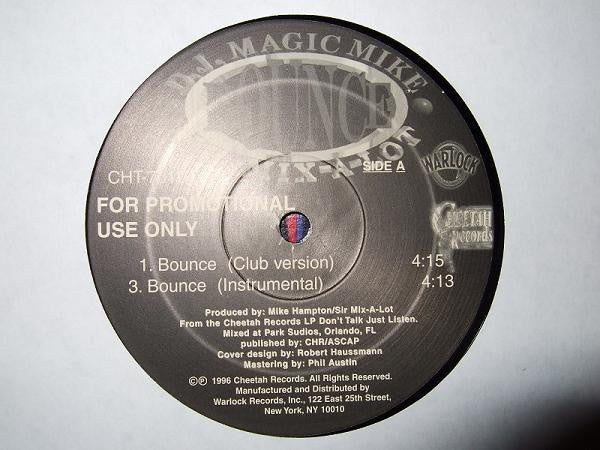 D.J. MAGIC MIKE
BOUNCE
MIX-A-LOT
SIDE A
WARLOCK
CHT-7
CHEETAH
Records
FOR PROMOTIONAL
USE ONLY
1. Bounce (Club version) 4:15
3. Bounce (Instrumental) 4:13
Produced by: Mike Hampton/Sir Mix-A-Lot
From the Cheetah Records LP Don't Talk Just Listen.
Mixed at Park Sudios, Orlando, FL
published by: CHR/ASCAP
Cover design by: Robert Haussmann
Mastering by: Phil Austin
©℗ 1996 Cheetah Records. All Rights Reserved.
Manufactured and Distributed by
Warlock Records, Inc., 122 East 25th Street,
New York, NY 10010